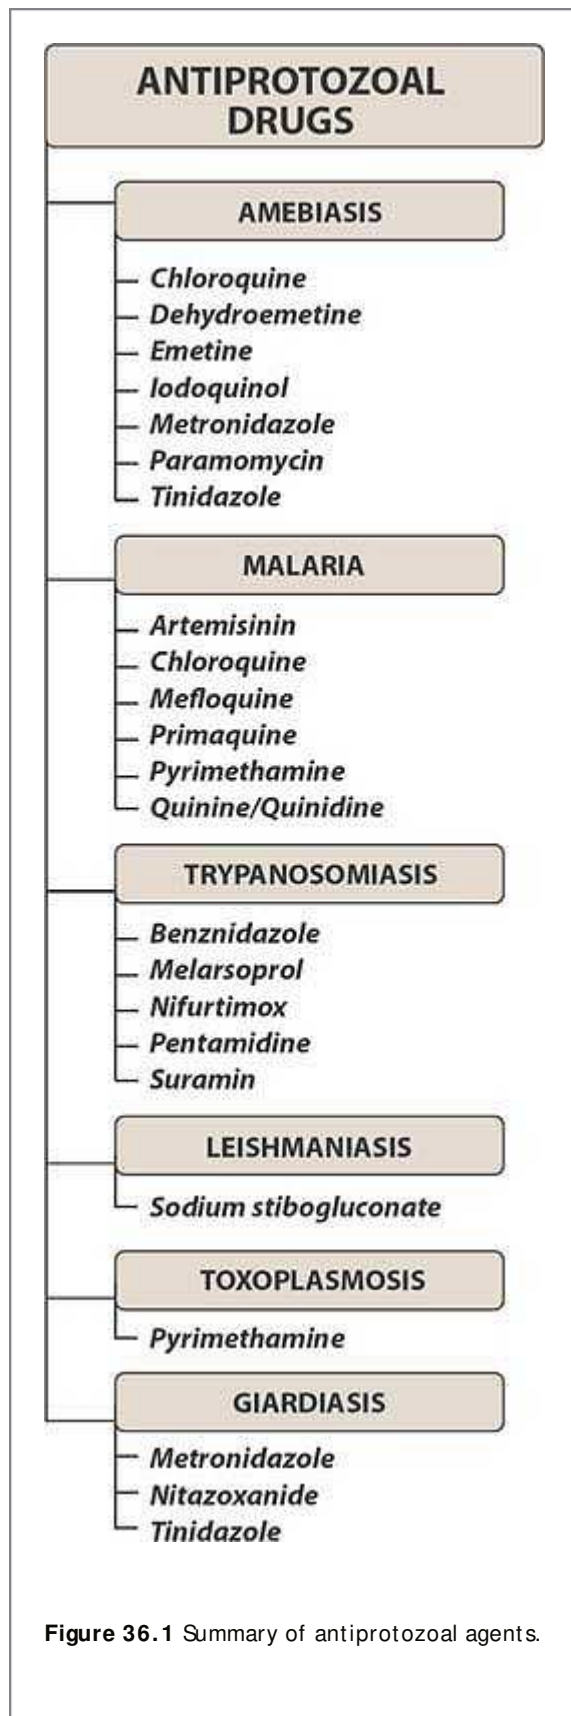 ANTIPROTOZOAL
DRUGS
AMEBIASIS
Chloroquine
Dehydroemetine
Emetine
Iodoquinol
Metronidazole
Paramomycin
Tinidazole
MALARIA
Artemisinin
Chloroquine
Mefloquine
Primaquine
Pyrimethamine
Quinine/Quinidine
TRYPANOSOMIASIS
Benznidazole
Melarsoprol
Nifurtimox
Pentamidine
Suramin
LEISHMANIASIS
Sodium stibogluconate
TOXOPLASMOSIS
Pyrimethamine
GIARDIASIS
Metronidazole
Nitazoxanide
Tinidazole
Figure 36.1 Summary of antiprotozoal agents.